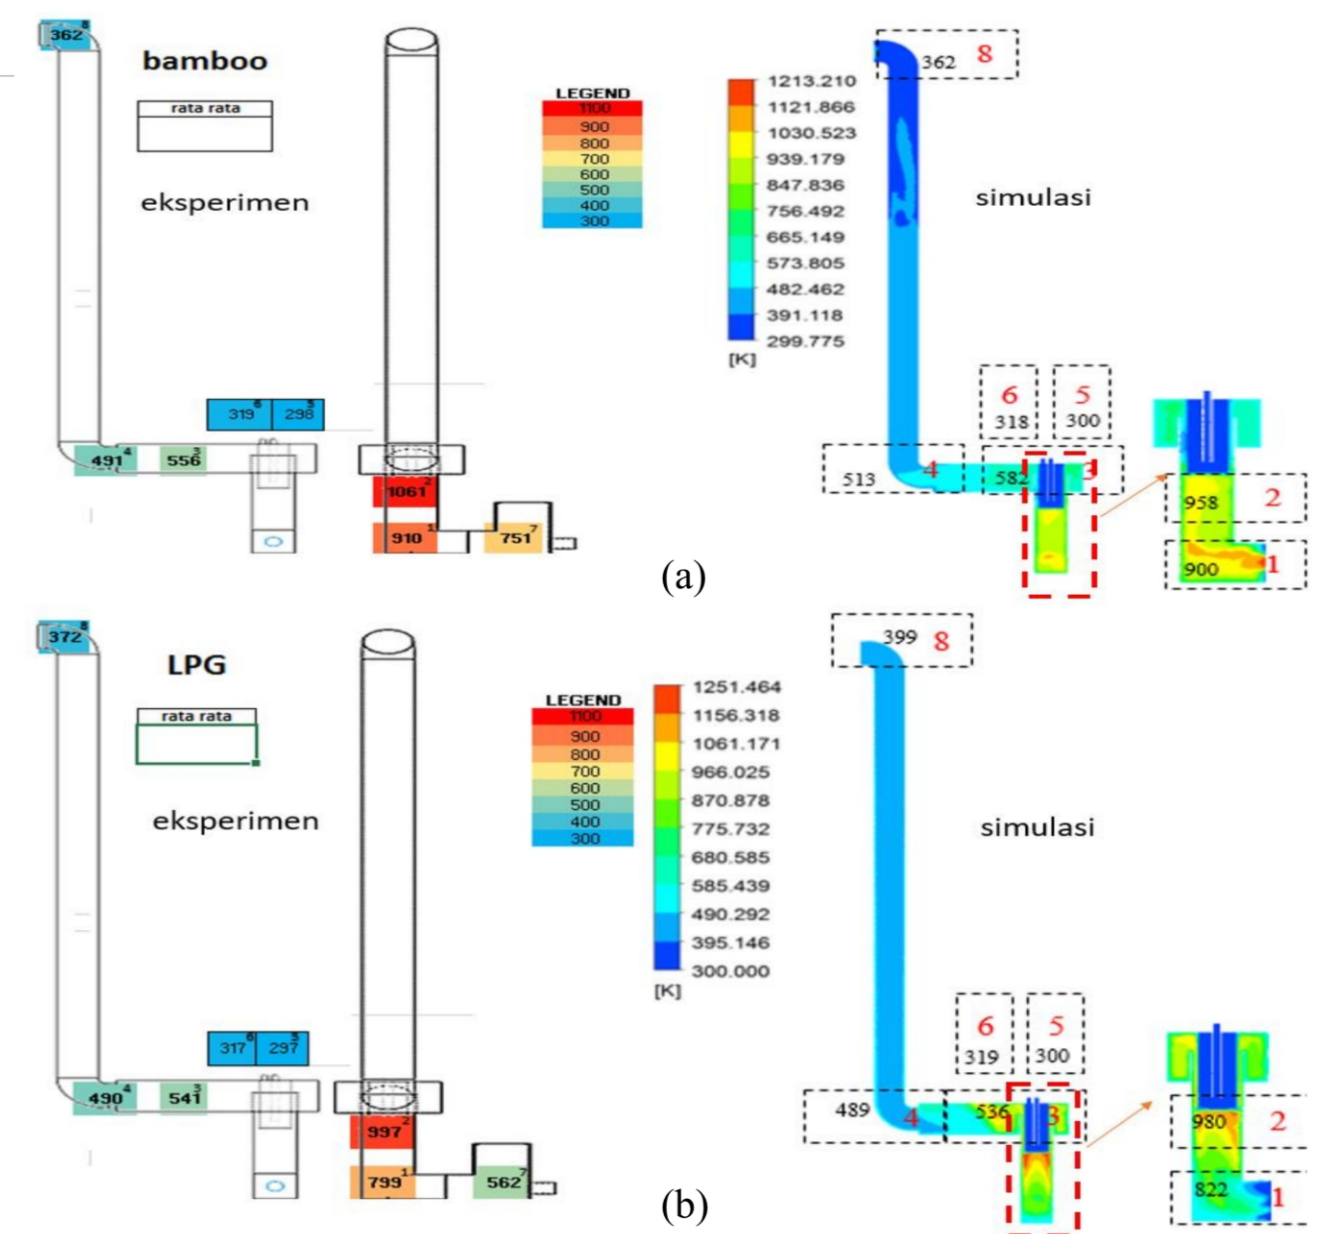 362 8
bamboo
rata rata
eksperimen
LEGEND
1100
900
800
700
600
500
400
300
319 6 298 5
491 4 556 3
1061 2
910 1 751 7
1213.210
1121.866
1030.523
939.179
847.836
756.492
665.149
573.805
482.462
391.118
299.775
[K]
362 8
simulasi
6 5
318 300
513 4 582 3
958 2
900 1
(a)
372 8
LPG
rata rata
eksperimen
LEGEND
1100
900
800
700
600
500
400
300
317 6 297 5
490 4 541 3
997 2
799 1 562 7
1251.464
1156.318
1061.171
966.025
870.878
775.732
680.585
585.439
490.292
395.146
300.000
[K]
399 8
simulasi
6 5
319 300
489 4 536 3
980 2
822 1
(b)